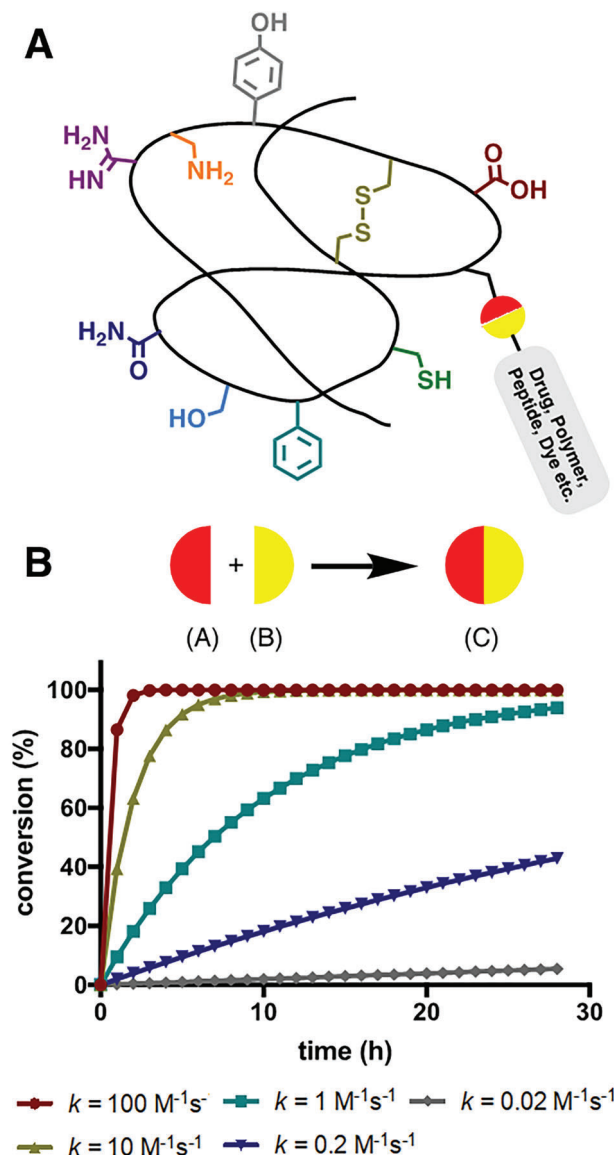 A
OH
H₂N
HN
NH₂
S
S
O
OH
H₂N
O
HO
SH
Drug, Polymer,
Peptide, Dye etc.
B
+
(A) (B) (C)
conversion (%)
100
80
60
40
20
0
0 10 20 30
time (h)
k = 100 M⁻¹s⁻ k = 1 M⁻¹s⁻¹ k = 0.02 M⁻¹s⁻¹
k = 10 M⁻¹s⁻¹ k = 0.2 M⁻¹s⁻¹